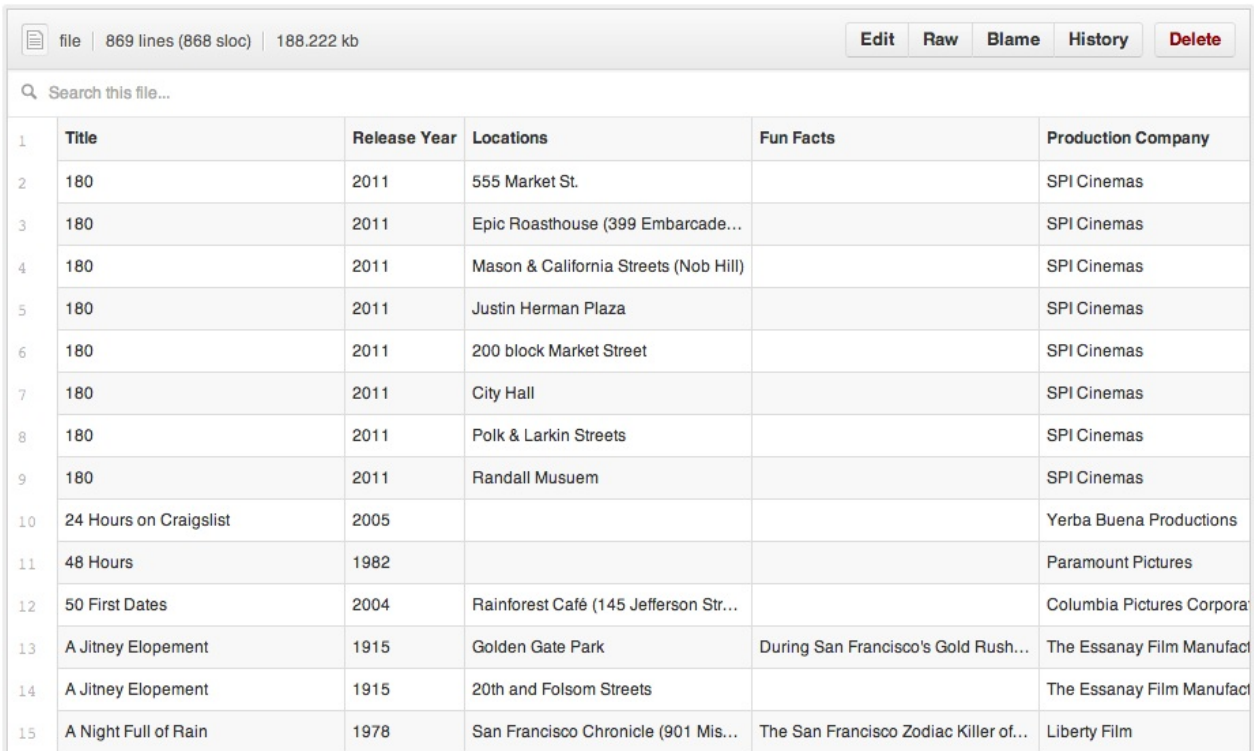 file | 869 lines (868 sloc) | 188.222 kb Edit Raw Blame History Delete
Search this file...
1 Title Release Year Locations Fun Facts Production Company
2 180 2011 555 Market St. SPI Cinemas
3 180 2011 Epic Roasthouse (399 Embarcade... SPI Cinemas
4 180 2011 Mason & California Streets (Nob Hill) SPI Cinemas
5 180 2011 Justin Herman Plaza SPI Cinemas
6 180 2011 200 block Market Street SPI Cinemas
7 180 2011 City Hall SPI Cinemas
8 180 2011 Polk & Larkin Streets SPI Cinemas
9 180 2011 Randall Musuem SPI Cinemas
10 24 Hours on Craigslist 2005 Yerba Buena Productions
11 48 Hours 1982 Paramount Pictures
12 50 First Dates 2004 Rainforest Café (145 Jefferson Str... Columbia Pictures Corporat
13 A Jitney Elopement 1915 Golden Gate Park During San Francisco's Gold Rush... The Essanay Film Manufact
14 A Jitney Elopement 1915 20th and Folsom Streets The Essanay Film Manufact
15 A Night Full of Rain 1978 San Francisco Chronicle (901 Mis... The San Francisco Zodiac Killer of... Liberty Film